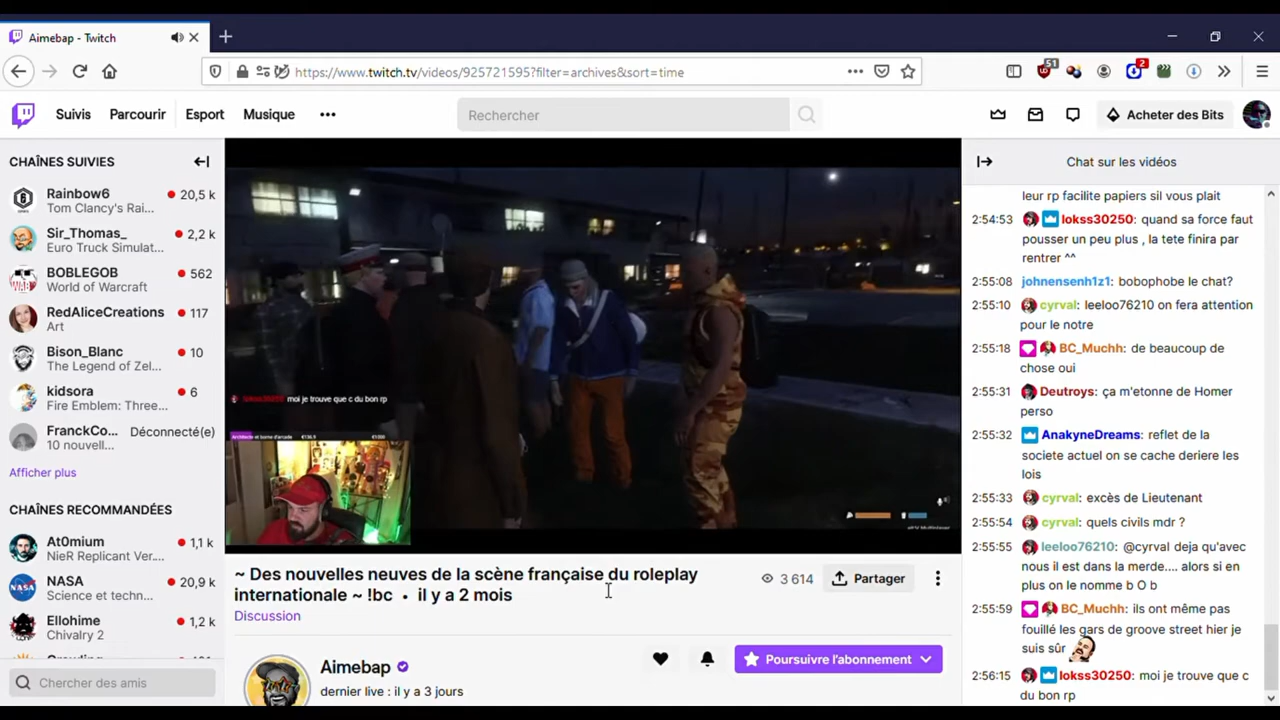 Aimebap - Twitch
https://www.twitch.tv/videos/925721595?filter=archives&sort=time
51
2
Suivis
Parcourir
Esport
Musique
Rechercher
Acheter des Bits
CHAÎNES SUIVIES
Rainbow6
20,5 k
Tom Clancy's Rai...
Sir_Thomas_
2,2 k
Euro Truck Simulat...
BOBLEGOB
562
World of Warcraft
RedAliceCreations
117
Art
Bison_Blanc
10
The Legend of Zel...
kidsora
6
Fire Emblem: Three...
FranckCo...
Déconnecté(e)
10 nouvell...
Afficher plus
CHAÎNES RECOMMANDÉES
At0mium
1,1 k
NieR Replicant Ver...
NASA
20,9 k
Science et techn...
Ellohime
1,2 k
Chivalry 2
Chercher des amis
lokss30250 moi je trouve que c du bon rp
~ Des nouvelles neuves de la scène française du roleplay
internationale ~ !bc • il y a 2 mois
Discussion
3 614
Partager
Aimebap
dernier live : il y a 3 jours
Poursuivre l'abonnement
Chat sur les vidéos
leur rp facilite papiers sil vous plait
2:54:53 lokss30250: quand sa force faut
pousser un peu plus , la tete finira par
rentrer ^^
2:55:08 johnensenh1z1: bobophobe le chat?
2:55:10 cyrval: leeloo76210 on fera attention
pour le notre
2:55:18 BC_Muchh: de beaucoup de
chose oui
2:55:31 Deutroys: ça m'etonne de Homer
perso
2:55:32 AnakyneDreams: reflet de la
societe actuel on se cache deriere les
lois
2:55:33 cyrval: excès de Lieutenant
2:55:54 cyrval: quels civils mdr ?
2:55:55 leeloo76210: @cyrval deja qu'avec
nous il est dans la merde.... alors si en
plus on le nomme b O b
2:55:59 BC_Muchh: ils ont même pas
fouillé les gars de groove street hier je
suis sûr
2:56:15 lokss30250: moi je trouve que c
du bon rp